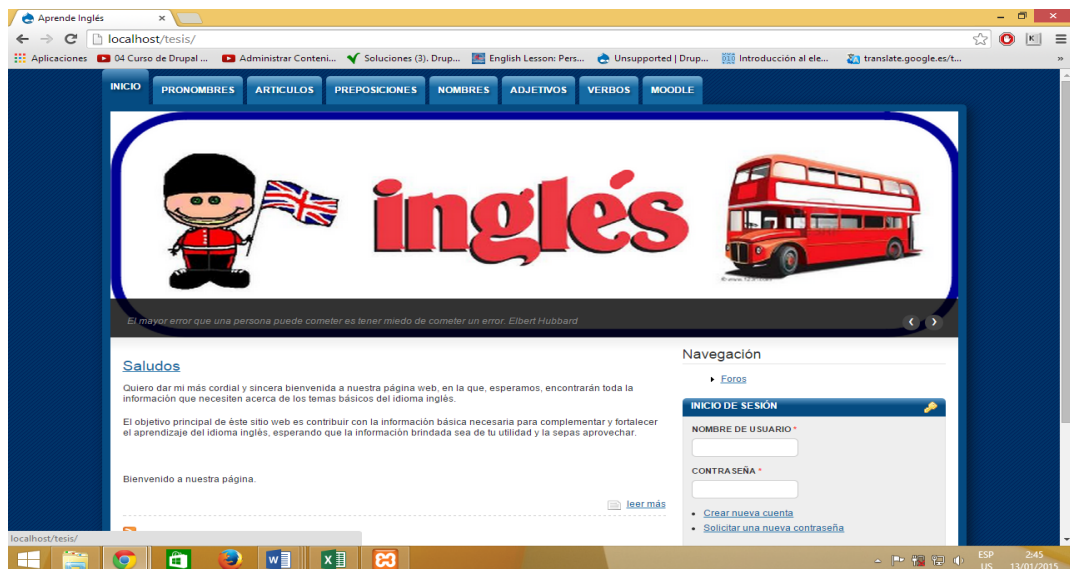 Aprende Inglés
localhost/tesis/
Aplicaciones 04 Curso de Drupal ... Administrar Conteni... Soluciones (3). Drup... English Lesson: Pers... Unsupported | Drup... Introducción al ele... translate.google.es/t... »
INICIO PRONOMBRES ARTICULOS PREPOSICIONES NOMBRES ADJETIVOS VERBOS MOODLE
inglés
El mayor error que una persona puede cometer es tener miedo de cometer un error. Elbert Hubbard
Saludos
Quiero dar mi más cordial y sincera bienvenida a nuestra página web, en la que, esperamos, encontrarán toda la
información que necesiten acerca de los temas básicos del idioma inglès.
El objetivo principal de èste sitio web es contribuir con la información básica necesaria para complementar y fortalecer
el aprendizaje del idioma inglès, esperando que la información brindada sea de tu utilidad y la sepas aprovechar.
Bienvenido a nuestra página.
leer más
Navegación
Foros
INICIO DE SESIÓN
NOMBRE DE USUARIO *
CONTRASEÑA *
Crear nueva cuenta
Solicitar una nueva contraseña
localhost/tesis/
ESP 2:45
US 13/01/2015